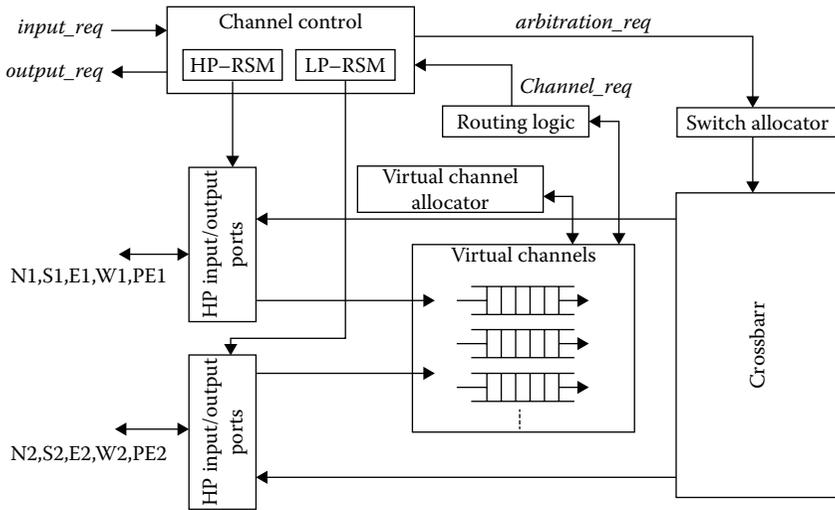 Channel control
input_req
output_req
HP–RSM
LP–RSM
arbitration_req
Channel_req
Routing logic
Switch allocator
Virtual channel
allocator
HP input/output
ports
N1,S1,E1,W1,PE1
Virtual channels
Crossbarr
HP input/output
ports
N2,S2,E2,W2,PE2